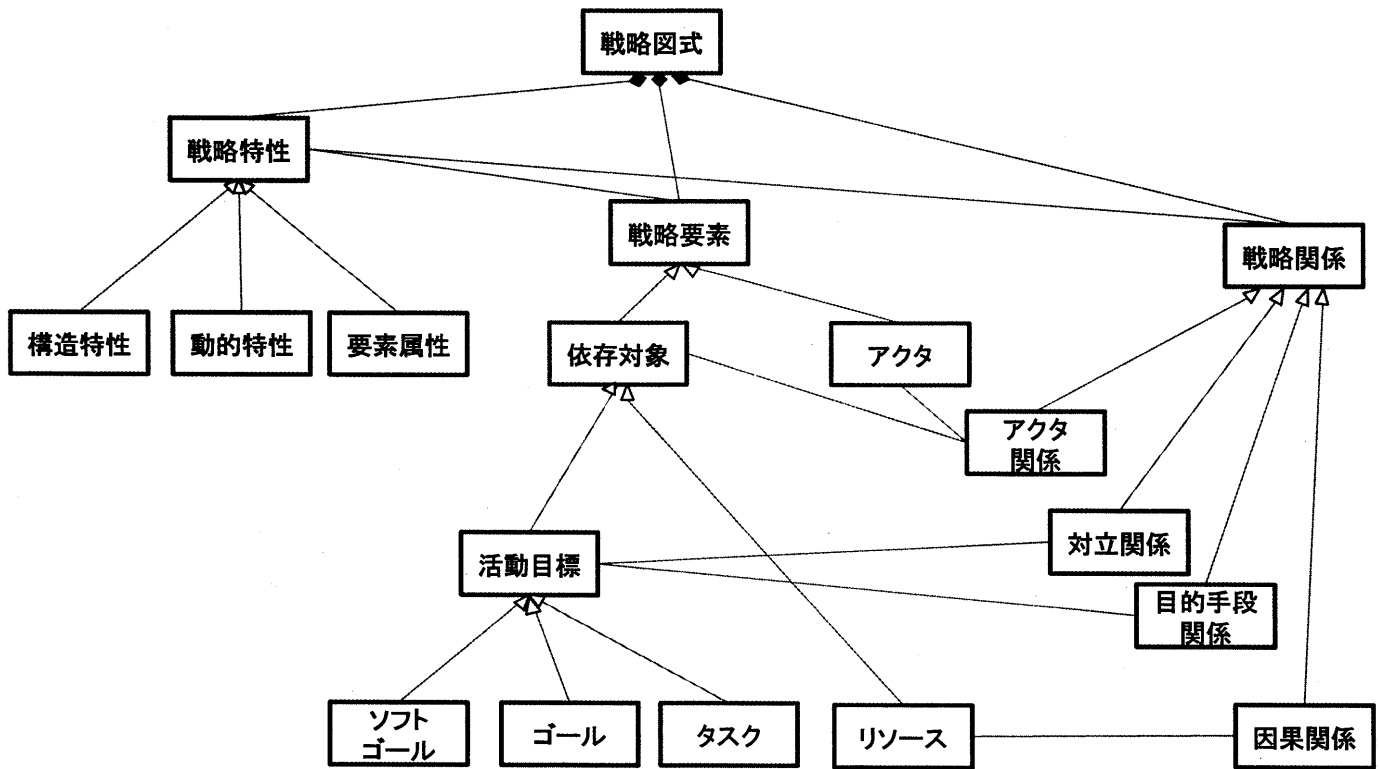 戦略図式
戦略特性
戦略要素
戦略関係
構造特性
動的特性
要素属性
依存対象
アクタ
アクタ
関係
活動目標
対立関係
目的手段
関係
ソフト
ゴール
ゴール
タスク
リソース
因果関係